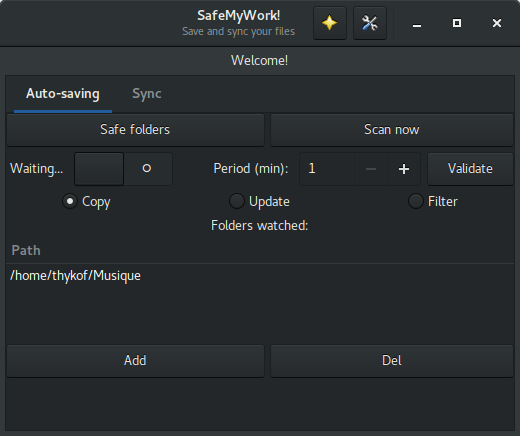 SafeMyWork!
Save and sync your files
Welcome!
Auto-saving Sync
Safe folders Scan now
Waiting... Period (min): 1 Validate
Copy Update Filter
Folders watched:
Path
/home/thykof/Musique
Add Del